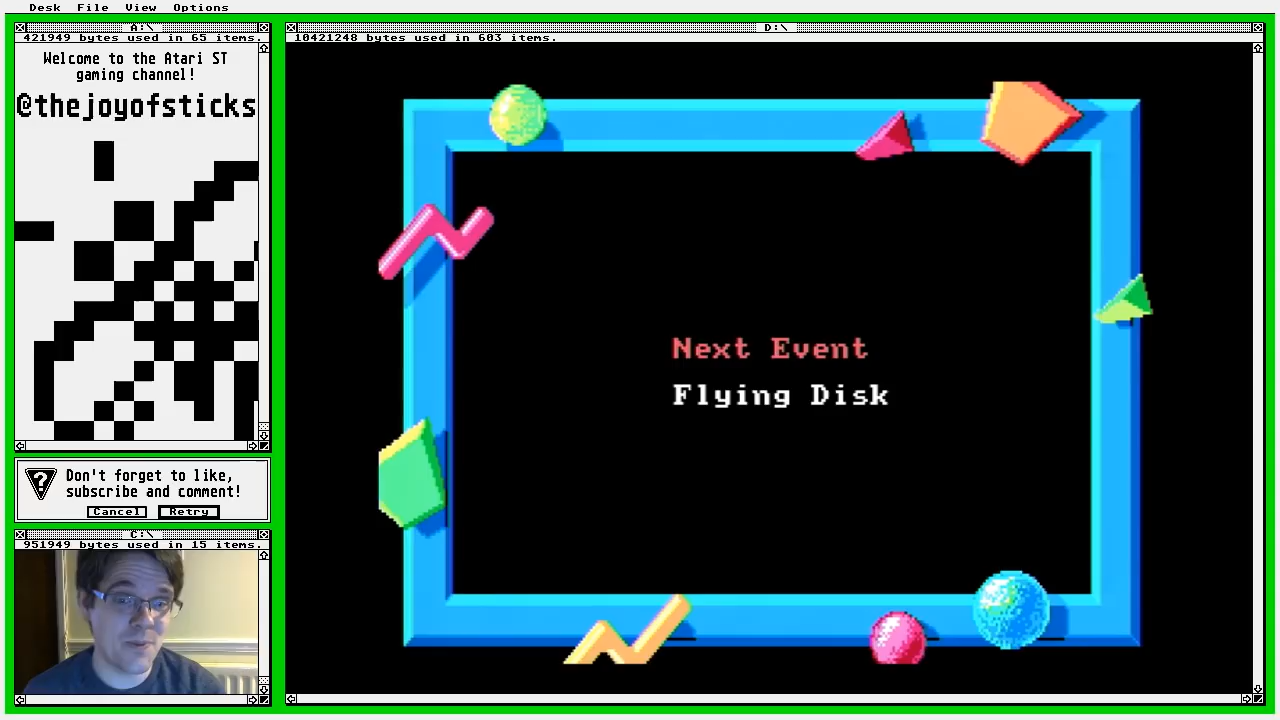 Desk File View Options
A:\
421949 bytes used in 65 items.
Welcome to the Atari ST
gaming channel!
@thejoyofsticks
?
Don't forget to like,
subscribe and comment!
Cancel Retry
C:\
951949 bytes used in 15 items.
D:\
10421248 bytes used in 603 items.
Next Event
Flying Disk